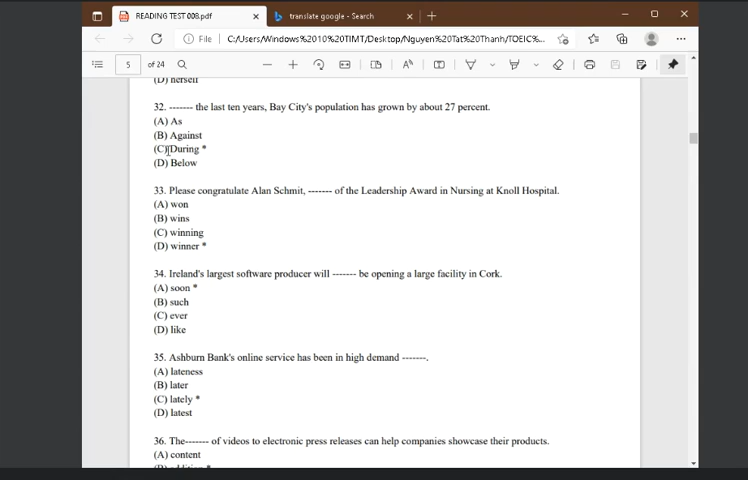 READING TEST 008.pdf
translate google - Search
File
C:/Users/Windows%2010%20TIMT/Desktop/Nguyen%20Tat%20Thanh/TOEIC%...
5 of 24
(D) herself
32. ------- the last ten years, Bay City's population has grown by about 27 percent.
(A) As
(B) Against
(C) During *
(D) Below
33. Please congratulate Alan Schmit, ------- of the Leadership Award in Nursing at Knoll Hospital.
(A) won
(B) wins
(C) winning
(D) winner *
34. Ireland's largest software producer will ------- be opening a large facility in Cork.
(A) soon *
(B) such
(C) ever
(D) like
35. Ashburn Bank's online service has been in high demand -------.
(A) lateness
(B) later
(C) lately *
(D) latest
36. The------- of videos to electronic press releases can help companies showcase their products.
(A) content
(B) addition *